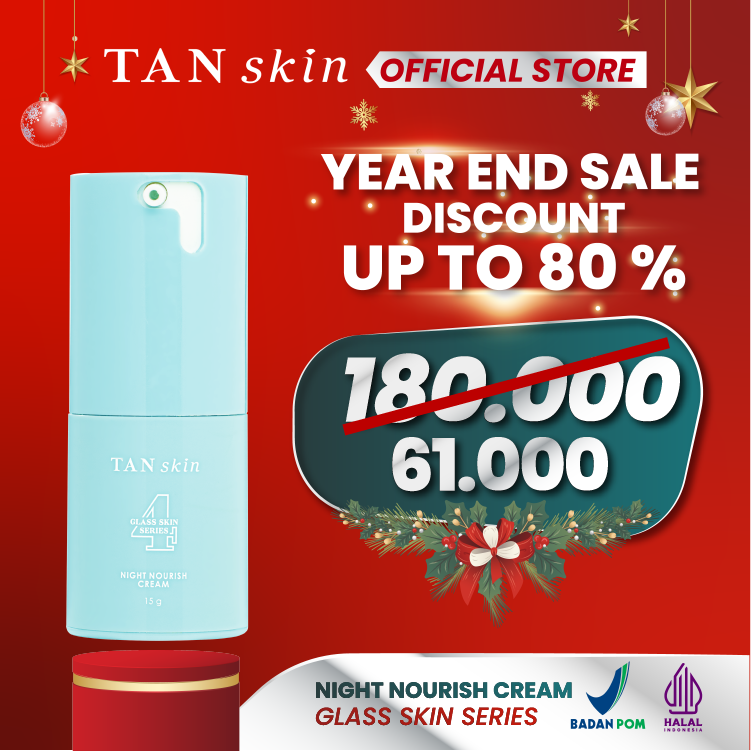 TAN skin OFFICIAL STORE
YEAR END SALE
DISCOUNT
UP TO 80 %
180.000
61.000
TAN skin
4
GLASS SKIN
SERIES
NIGHT NOURISH
CREAM
15 g
NIGHT NOURISH CREAM
GLASS SKIN SERIES
BADAN POM
HALAL
INDONESIA